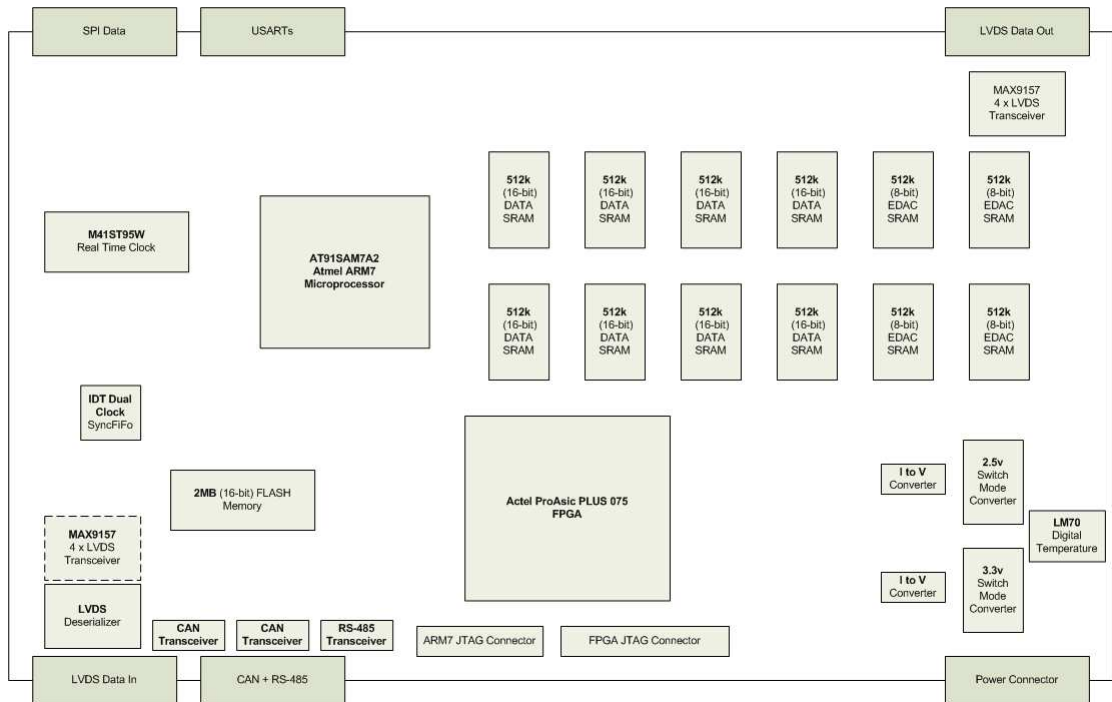 SPI Data
USARTs
LVDS Data Out
MAX9157
4 x LVDS
Transceiver
512k
(16-bit)
DATA
SRAM
512k
(16-bit)
DATA
SRAM
512k
(16-bit)
DATA
SRAM
512k
(16-bit)
DATA
SRAM
512k
(8-bit)
EDAC
SRAM
512k
(8-bit)
EDAC
SRAM
M41ST95W
Real Time Clock
AT91SAM7A2
Atmel ARM7
Microprocessor
512k
(16-bit)
DATA
SRAM
512k
(16-bit)
DATA
SRAM
512k
(16-bit)
DATA
SRAM
512k
(16-bit)
DATA
SRAM
512k
(8-bit)
EDAC
SRAM
512k
(8-bit)
EDAC
SRAM
IDT Dual
Clock
SyncFiFo
2MB (16-bit) FLASH
Memory
Actel ProAsic PLUS 075
FPGA
I to V
Converter
2.5v
Switch
Mode
Converter
LM70
Digital
Temperature
MAX9157
4 x LVDS
Transceiver
I to V
Converter
3.3v
Switch
Mode
Converter
LVDS
Deserializer
CAN
Transceiver
CAN
Transceiver
RS-485
Transceiver
ARM7 JTAG Connector
FPGA JTAG Connector
LVDS Data In
CAN + RS-485
Power Connector